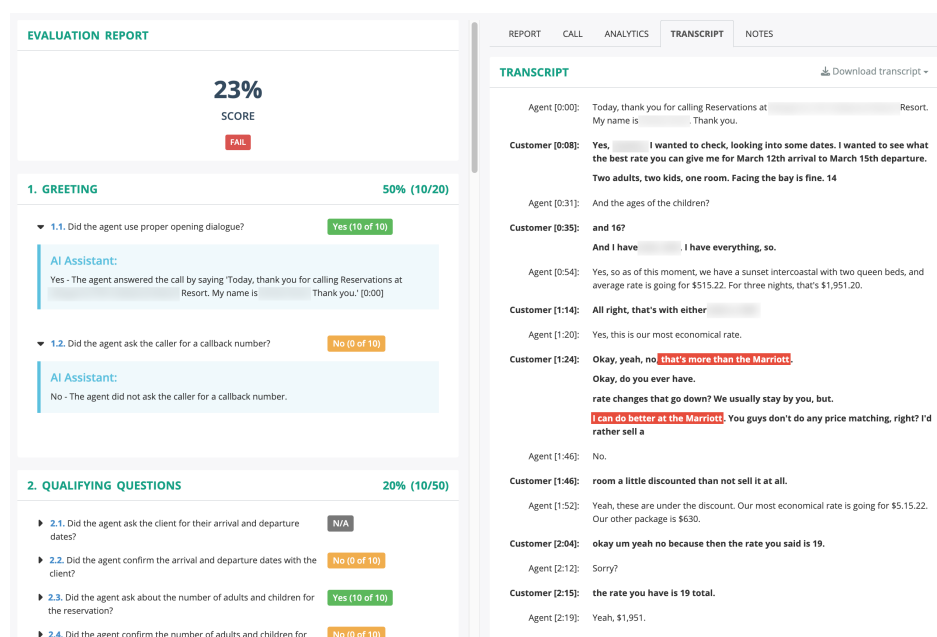 EVALUATION REPORT
23%
SCORE
FAIL
1. GREETING
50% (10/20)
1.1. Did the agent use proper opening dialogue?
Yes (10 of 10)
AI Assistant:
Yes - The agent answered the call by saying 'Today, thank you for calling Reservations at
Resort. My name is Thank you.' [0:00]
1.2. Did the agent ask the caller for a callback number?
No (0 of 10)
AI Assistant:
No - The agent did not ask the caller for a callback number.
2. QUALIFYING QUESTIONS
20% (10/50)
2.1. Did the agent ask the client for their arrival and departure
dates?
N/A
2.2. Did the agent confirm the arrival and departure dates with the
client?
No (0 of 10)
2.3. Did the agent ask about the number of adults and children for
the reservation?
Yes (10 of 10)
2.4. Did the agent confirm the number of adults and children for
No (0 of 10)
REPORT
CALL
ANALYTICS
TRANSCRIPT
NOTES
TRANSCRIPT
Download transcript
Agent [0:00]: Today, thank you for calling Reservations at Resort.
My name is . Thank you.
Customer [0:08]: Yes, I wanted to check, looking into some dates. I wanted to see what
the best rate you can give me for March 12th arrival to March 15th departure.
Two adults, two kids, one room. Facing the bay is fine. 14
Agent [0:31]: And the ages of the children?
Customer [0:35]: and 16?
And I have . I have everything, so.
Agent [0:54]: Yes, so as of this moment, we have a sunset intercoastal with two queen beds, and
average rate is going for $515.22. For three nights, that's $1,951.20.
Customer [1:14]: All right, that's with either
Agent [1:20]: Yes, this is our most economical rate.
Customer [1:24]: Okay, yeah, no, that's more than the Marriott.
Okay, do you ever have.
rate changes that go down? We usually stay by you, but.
I can do better at the Marriott. You guys don't do any price matching, right? I'd
rather sell a
Agent [1:46]: No.
Customer [1:46]: room a little discounted than not sell it at all.
Agent [1:52]: Yeah, these are under the discount. Our most economical rate is going for $5.15.22.
Our other package is $630.
Customer [2:04]: okay um yeah no because then the rate you said is 19.
Agent [2:12]: Sorry?
Customer [2:15]: the rate you have is 19 total.
Agent [2:19]: Yeah, $1,951.